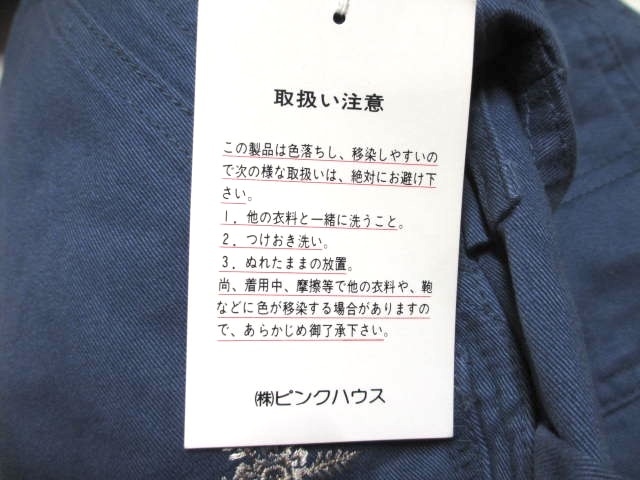 取扱い注意
この製品は色落ちし、移染しやすいの
で次の様な取扱いは、絶対にお避け下
さい。
1．他の衣料と一緒に洗うこと。
2．つけおき洗い。
3．ぬれたままの放置。
尚、着用中、摩擦等で他の衣料や、鞄
などに色が移染する場合がありますの
で、あらかじめ御了承下さい。
㈱ピンクハウス